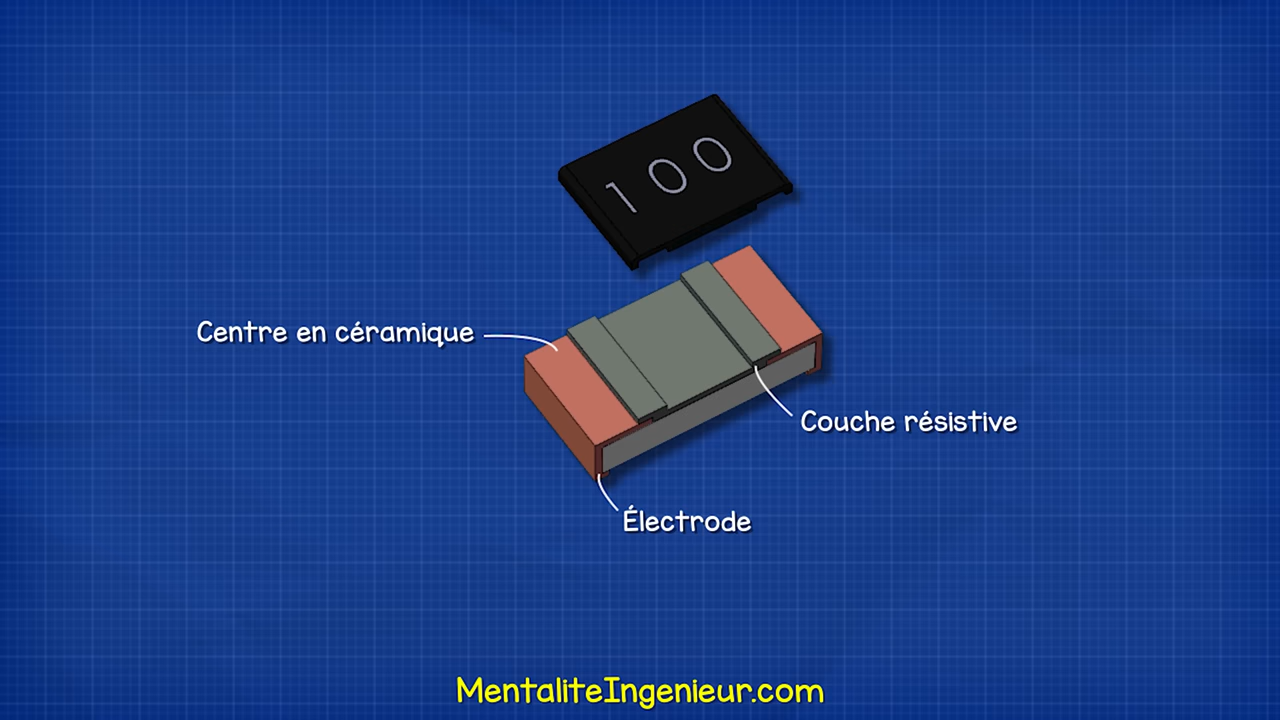 100
Centre en céramique
Couche résistive
Électrode
MentaliteIngenieur.com